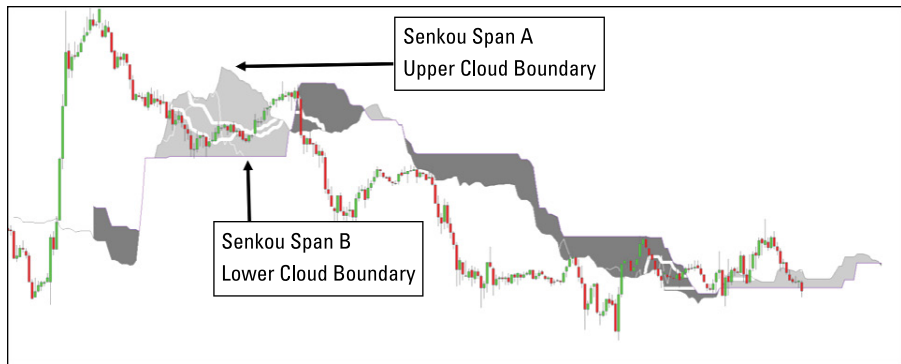 Senkou Span A
Upper Cloud Boundary
Senkou Span B
Lower Cloud Boundary